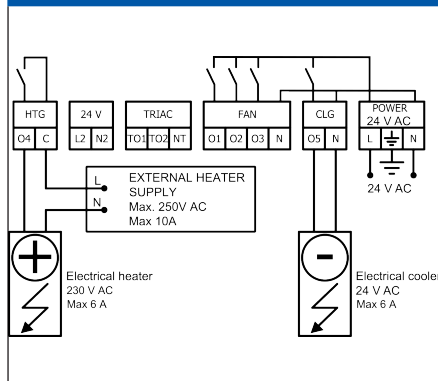 HTG
24 V
TRIAC
FAN
CLG
POWER
24 V AC
O4 C
L2 N2
TO1 TO2 NT
O1 O2 O3 N
O5 N
L N
24 V AC
L
N
EXTERNAL HEATER
SUPPLY
Max. 250V AC
Max 10A
Electrical heater
230 V AC
Max 6 A
Electrical cooler
24 V AC
Max 6 A